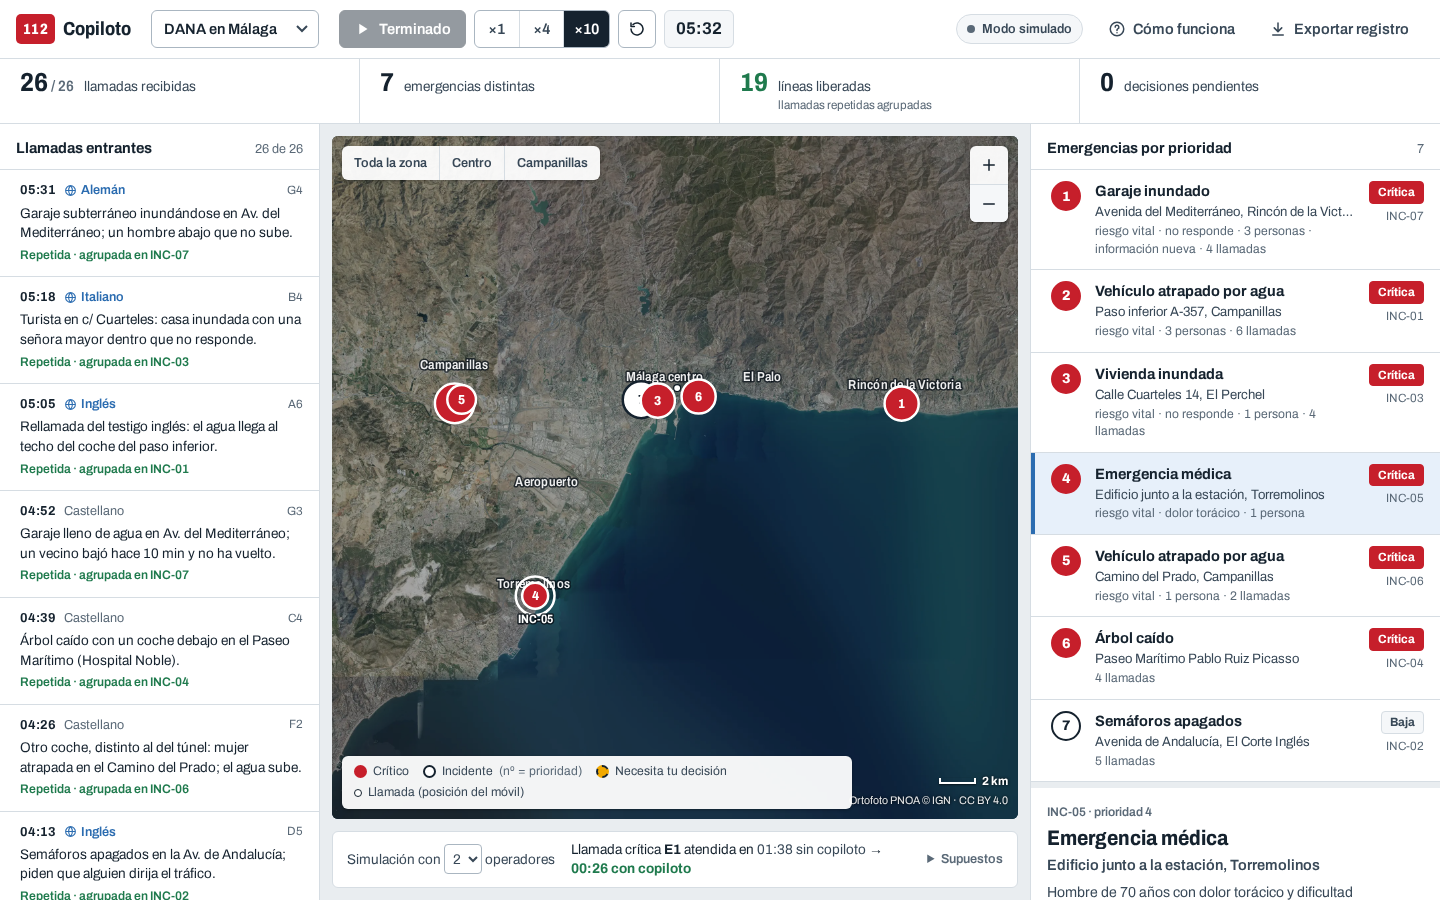 112 Copiloto
DANA en Málaga
Terminado
×1 ×4 ×10
05:32
Modo simulado
Cómo funciona
Exportar registro
26 / 26 llamadas recibidas
7 emergencias distintas
19 líneas liberadas
llamadas repetidas agrupadas
0 decisiones pendientes
Llamadas entrantes
26 de 26
05:31 Alemán G4
Garaje subterráneo inundándose en Av. del
Mediterráneo; un hombre abajo que no sube.
Repetida · agrupada en INC-07
05:18 Italiano B4
Turista en c/ Cuarteles: casa inundada con una
señora mayor dentro que no responde.
Repetida · agrupada en INC-03
05:05 Inglés A6
Rellamada del testigo inglés: el agua llega al
techo del coche del paso inferior.
Repetida · agrupada en INC-01
04:52 Castellano G3
Garaje lleno de agua en Av. del Mediterráneo;
un vecino bajó hace 10 min y no ha vuelto.
Repetida · agrupada en INC-07
04:39 Castellano C4
Árbol caído con un coche debajo en el Paseo
Marítimo (Hospital Noble).
Repetida · agrupada en INC-04
04:26 Castellano F2
Otro coche, distinto al del túnel: mujer
atrapada en el Camino del Prado; el agua sube.
Repetida · agrupada en INC-06
04:13 Inglés D5
Semáforos apagados en la Av. de Andalucía;
piden que alguien dirija el tráfico.
Repetida · agrupada en INC-02
Toda la zona Centro Campanillas
+
−
Campanillas
5
Málaga centro
3
6
El Palo
Rincón de la Victoria
1
Aeropuerto
Torremolinos
4
INC-05
Crítico
Incidente (nº = prioridad)
Necesita tu decisión
Llamada (posición del móvil)
2 km
Ortofoto PNOA © IGN · CC BY 4.0
Simulación con 2 operadores
Llamada crítica E1 atendida en 01:38 sin copiloto →
00:26 con copiloto
Supuestos
Emergencias por prioridad
7
1 Garaje inundado Crítica
Avenida del Mediterráneo, Rincón de la Vict... INC-07
riesgo vital · no responde · 3 personas ·
información nueva · 4 llamadas
2 Vehículo atrapado por agua Crítica
Paso inferior A-357, Campanillas INC-01
riesgo vital · 3 personas · 6 llamadas
3 Vivienda inundada Crítica
Calle Cuarteles 14, El Perchel INC-03
riesgo vital · no responde · 1 persona · 4
llamadas
4 Emergencia médica Crítica
Edificio junto a la estación, Torremolinos INC-05
riesgo vital · dolor torácico · 1 persona
5 Vehículo atrapado por agua Crítica
Camino del Prado, Campanillas INC-06
riesgo vital · 1 persona · 2 llamadas
6 Árbol caído Crítica
Paseo Marítimo Pablo Ruiz Picasso INC-04
4 llamadas
7 Semáforos apagados Baja
Avenida de Andalucía, El Corte Inglés INC-02
5 llamadas
INC-05 · prioridad 4
Emergencia médica
Edificio junto a la estación, Torremolinos
Hombre de 70 años con dolor torácico y dificultad